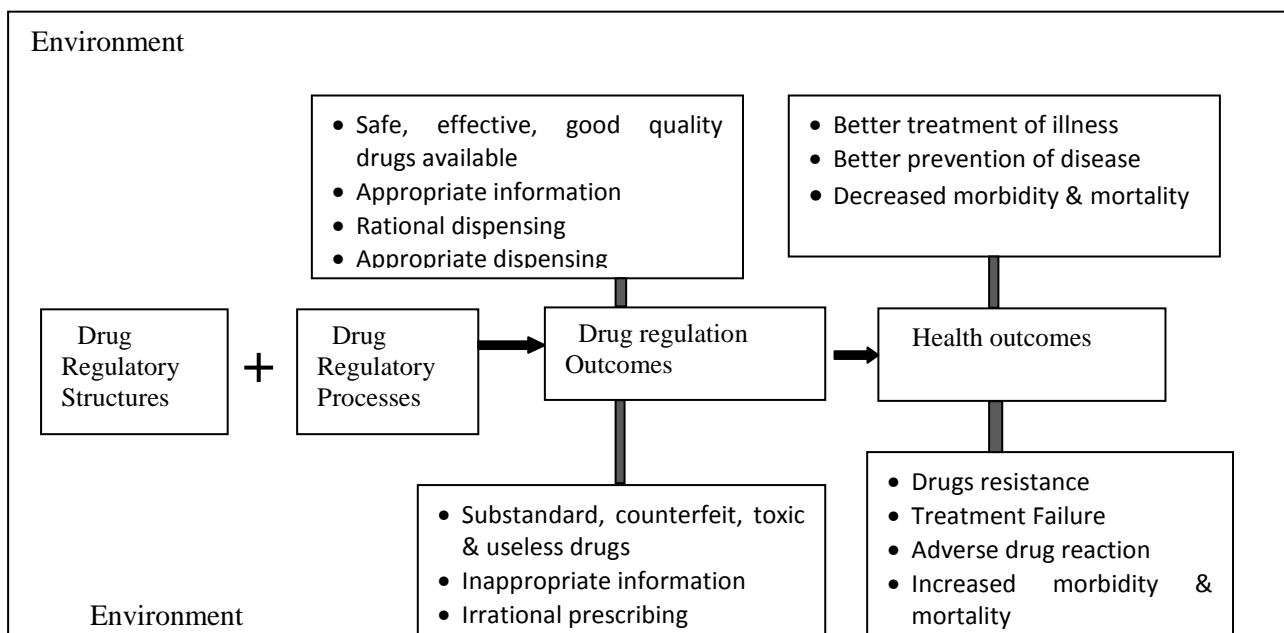 Environment
• Safe, effective, good quality
drugs available
• Appropriate information
• Rational dispensing
• Appropriate dispensing
• Better treatment of illness
• Better prevention of disease
• Decreased morbidity & mortality
Drug
Regulatory
Structures
+
Drug
Regulatory
Processes
Drug regulation
Outcomes
Health outcomes
• Substandard, counterfeit, toxic
& useless drugs
• Inappropriate information
• Irrational prescribing
• Drugs resistance
• Treatment Failure
• Adverse drug reaction
• Increased morbidity &
mortality
Environment